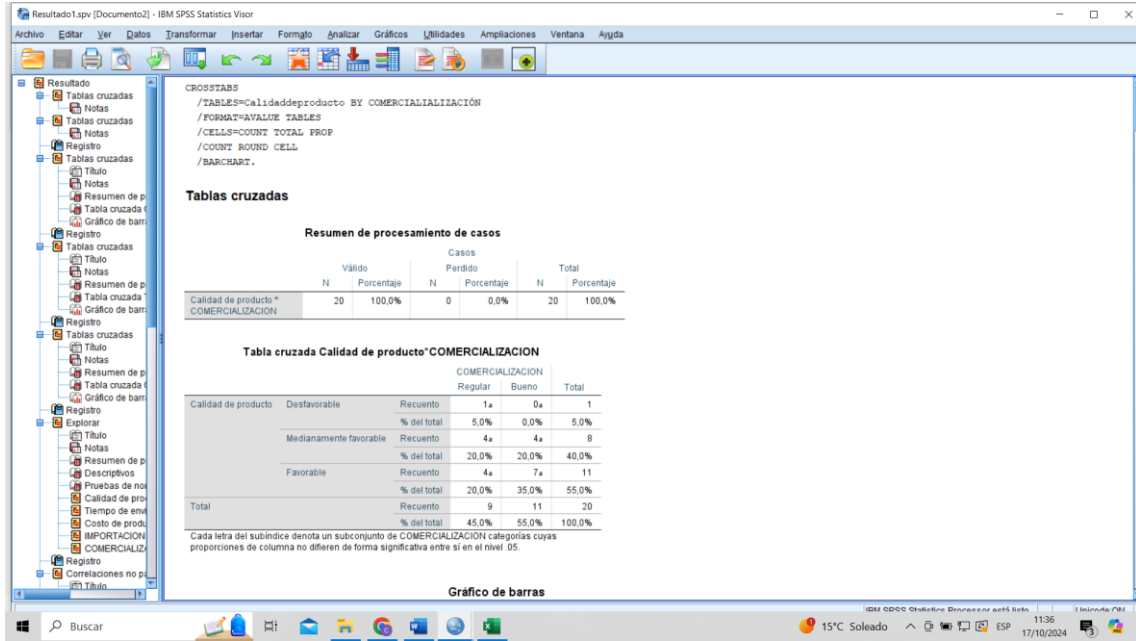 Resultado1.spv [Documento2] - IBM SPSS Statistics Visor
Archivo Editar Ver Datos Transformar Insertar Formato Analizar Gráficos Utilidades Ampliaciones Ventana Ayuda
Resultado
Tablas cruzadas
Notas
Tablas cruzadas
Notas
Registro
Tablas cruzadas
Título
Notas
Resumen de p
Tabla cruzada
Gráfico de barr
Registro
Tablas cruzadas
Título
Notas
Resumen de p
Tabla cruzada
Gráfico de barr
Registro
Tablas cruzadas
Título
Notas
Resumen de p
Tabla cruzada
Gráfico de barr
Registro
Explorar
Título
Notas
Resumen de p
Descriptivos
Pruebas de nor
Calidad de pro
Tiempo de envi
Costo de produ
IMPORTACION
COMERCIALIZ
Registro
Correlaciones no pa
Título
CROSSTABS
/TABLES=Calidaddeproducto BY COMERCIALIALIZACIÓN
/FORMAT=AVALUE TABLES
/CELLS=COUNT TOTAL PROP
/COUNT ROUND CELL
/BARCHART.
Tablas cruzadas
Resumen de procesamiento de casos
Casos
Válido Perdido Total
N Porcentaje N Porcentaje N Porcentaje
Calidad de producto * 20 100,0% 0 0,0% 20 100,0%
COMERCIALIZACION
Tabla cruzada Calidad de producto*COMERCIALIZACION
COMERCIALIZACION
Regular Bueno Total
Calidad de producto Desfavorable Recuento 1a 0a 1
% del total 5,0% 0,0% 5,0%
Medianamente favorable Recuento 4a 4a 8
% del total 20,0% 20,0% 40,0%
Favorable Recuento 4a 7a 11
% del total 20,0% 35,0% 55,0%
Total Recuento 9 11 20
% del total 45,0% 55,0% 100,0%
Cada letra del subíndice denota un subconjunto de COMERCIALIZACION categorías cuyas
proporciones de columna no difieren de forma significativa entre sí en el nivel .05.
Gráfico de barras
IBM SPSS Statistics Processor está listo Unicode:ON
Buscar
15°C Soleado ESP 11:36
17/10/2024
3